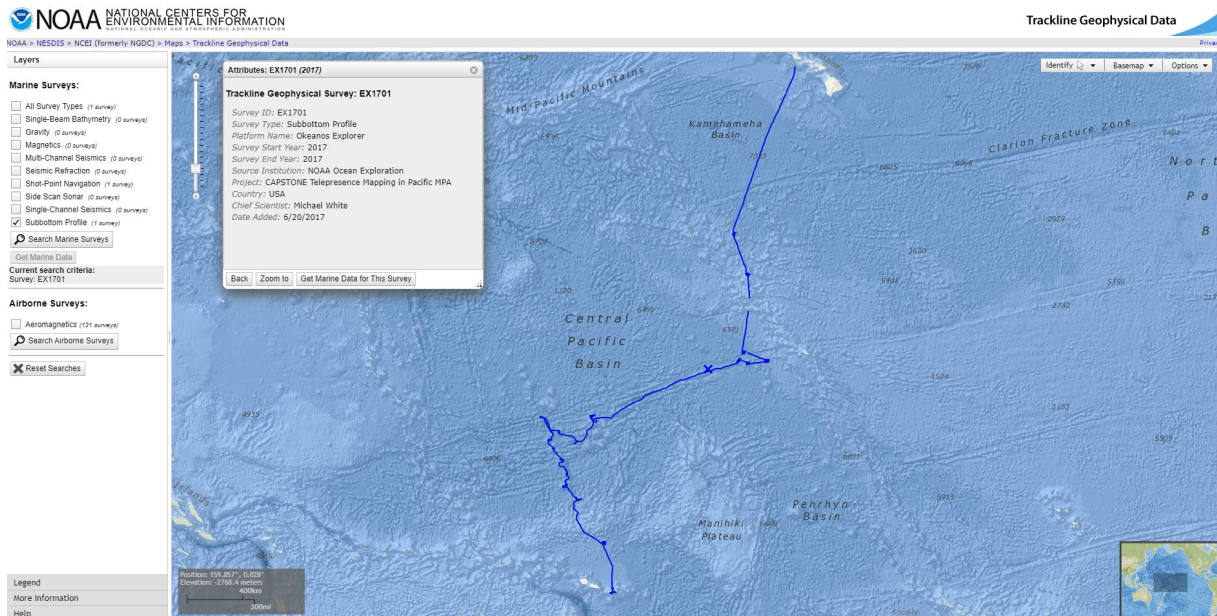 NOAA NATIONAL CENTERS FOR
ENVIRONMENTAL INFORMATION
NATIONAL OCEANIC AND ATMOSPHERIC ADMINISTRATION
Trackline Geophysical Data
NOAA > NESDIS > NCEI (formerly NGDC) > Maps > Trackline Geophysical Data
Layers
Marine Surveys:
All Survey Types (1 survey)
Single-Beam Bathymetry (0 surveys)
Gravity (0 surveys)
Magnetics (0 surveys)
Multi-Channel Seismics (0 surveys)
Seismic Refraction (0 surveys)
Shot-Point Navigation (1 survey)
Side Scan Sonar (0 surveys)
Single-Channel Seismics (0 surveys)
Subbottom Profile (1 survey)
Search Marine Surveys
Get Marine Data
Current search criteria:
Survey: EX1701
Airborne Surveys:
Aeromagnetics (131 surveys)
Search Airborne Surveys
Reset Searches
Legend
More Information
Help
Attributes: EX1701 (2017)
Trackline Geophysical Survey: EX1701
Survey ID: EX1701
Survey Type: Subbottom Profile
Platform Name: Okeanos Explorer
Survey Start Year: 2017
Survey End Year: 2017
Source Institution: NOAA Ocean Exploration
Project: CAPSTONE Telepresence Mapping in Pacific MPA
Country: USA
Chief Scientist: Michael White
Date Added: 6/20/2017
Back Zoom to Get Marine Data for This Survey
Identify Basemap Options
Mid-Pacific Mountains
Kamehameha
Basin
Clarion Fracture Zone
Central
Pacific
Basin
Penrhyn
Basin
Manihiki
Plateau
Position: 159.857°, 0.028°
Elevation: -2768.4 meters
400km
300mi